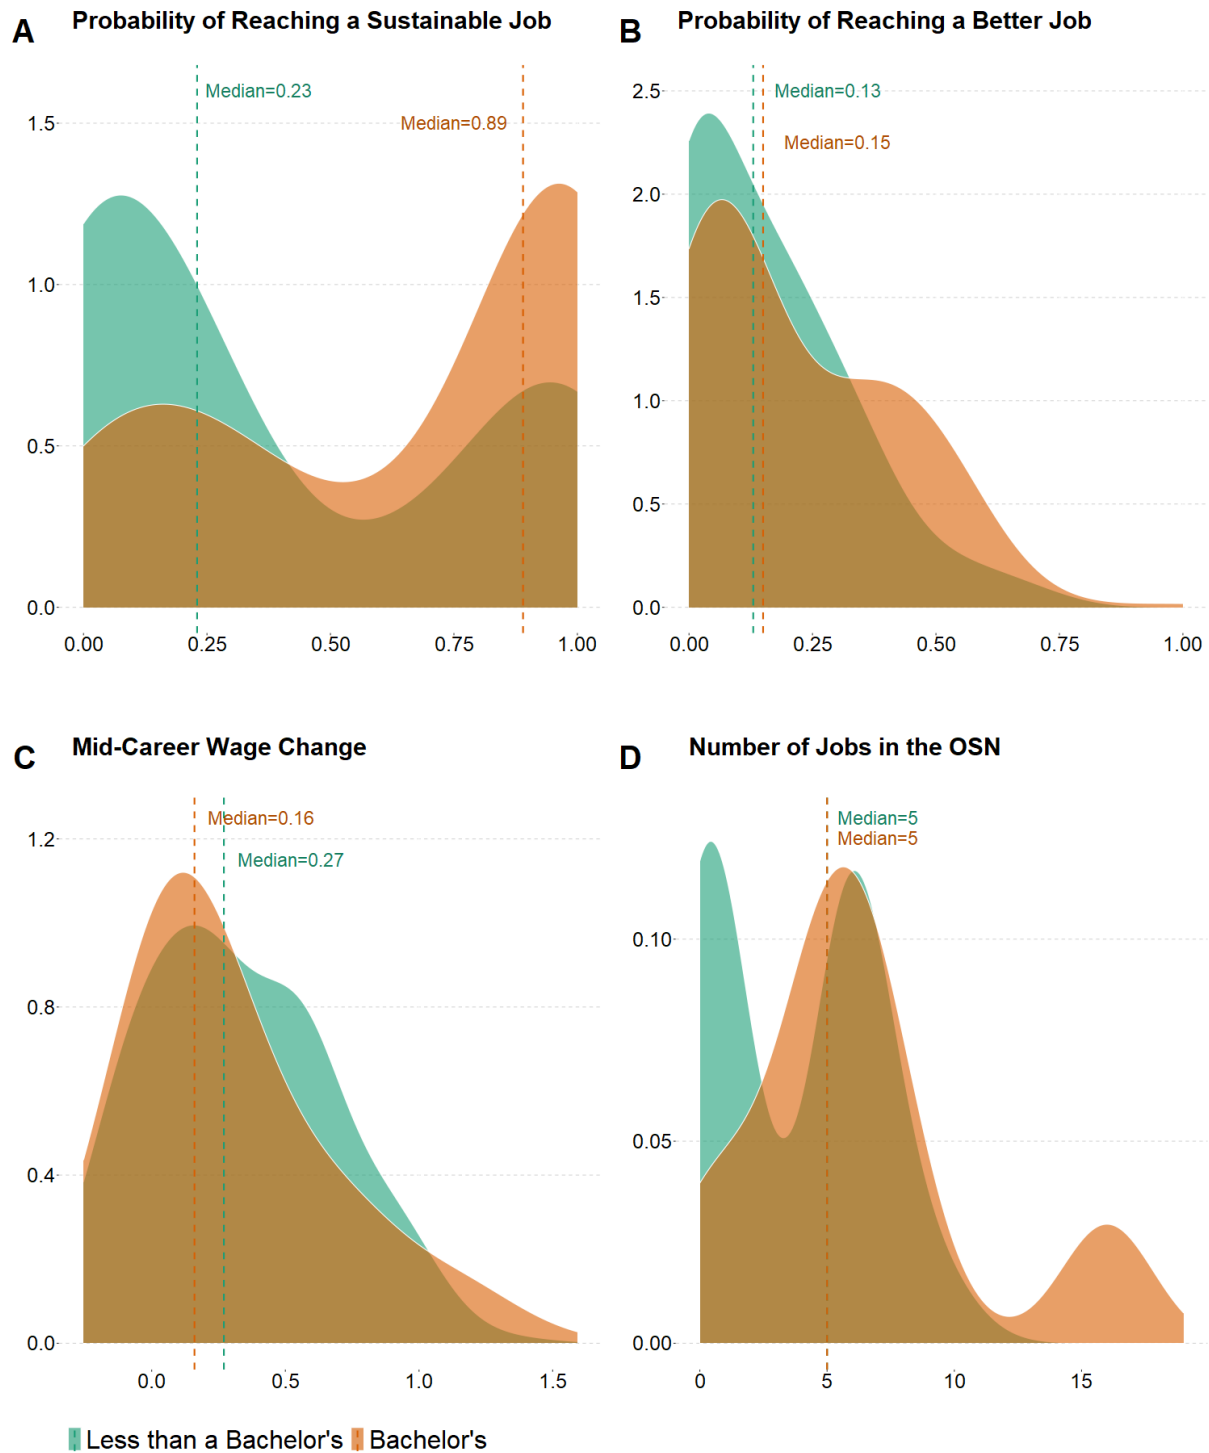 A Probability of Reaching a Sustainable Job
Median=0.23
Median=0.89
1.5
1.0
0.5
0.0
0.00 0.25 0.50 0.75 1.00
B Probability of Reaching a Better Job
Median=0.13
Median=0.15
2.5
2.0
1.5
1.0
0.5
0.0
0.00 0.25 0.50 0.75 1.00
C Mid-Career Wage Change
Median=0.16
Median=0.27
1.2
0.8
0.4
0.0
0.0 0.5 1.0 1.5
D Number of Jobs in the OSN
Median=5
Median=5
0.10
0.05
0.00
0 5 10 15
Less than a Bachelor's Bachelor's